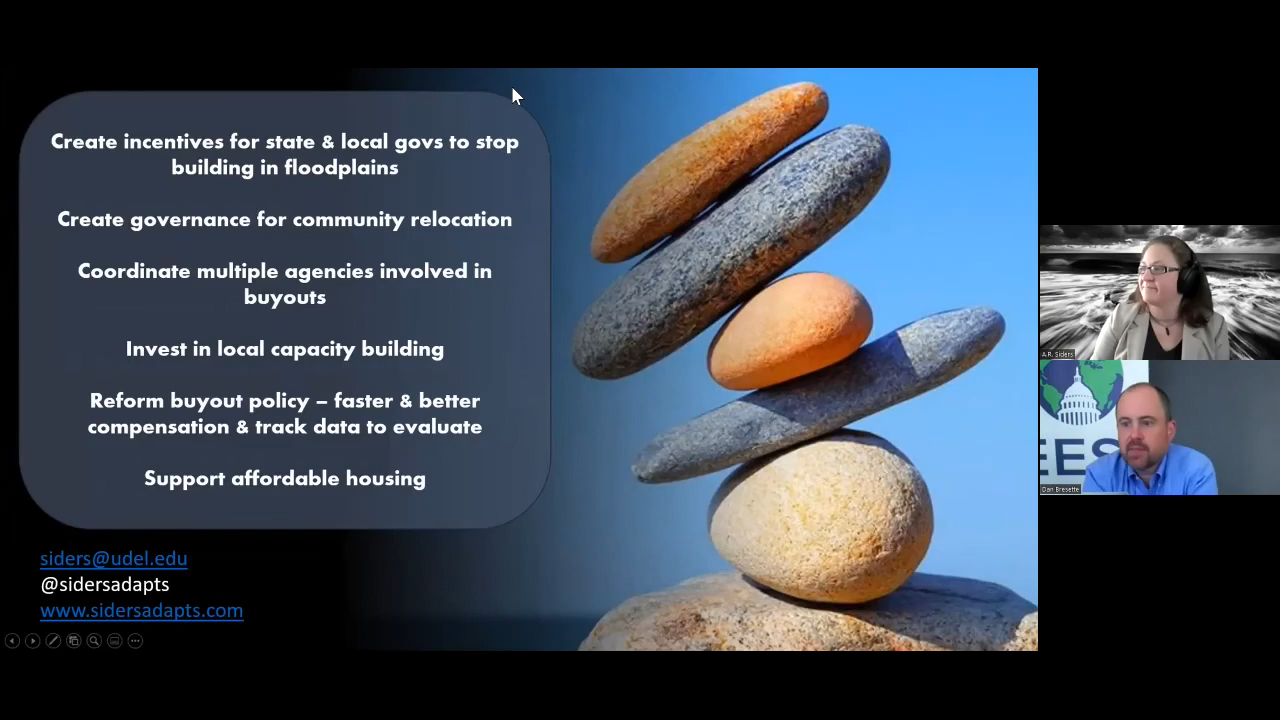 Create incentives for state & local govs to stop
building in floodplains
Create governance for community relocation
Coordinate multiple agencies involved in
buyouts
Invest in local capacity building
Reform buyout policy – faster & better
compensation & track data to evaluate
Support affordable housing
siders@udel.edu
@sidersadapts
www.sidersadapts.com
A.R. Siders
EES
Dan Bresette